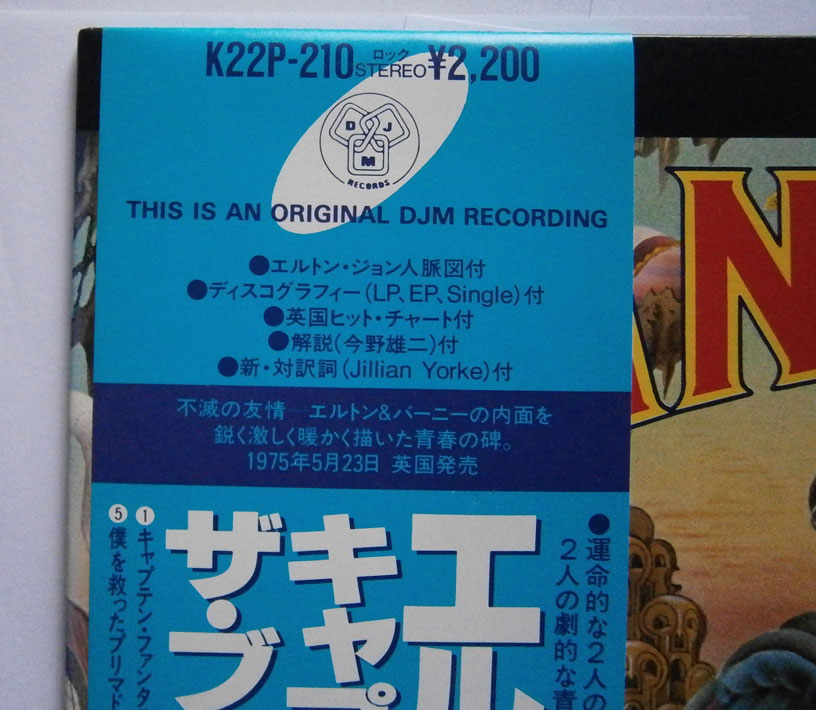 K22P-210 ロック STEREO ¥2,200
D J M
RECORDS
THIS IS AN ORIGINAL DJM RECORDING
●エルトン・ジョン人脈図付
●ディスコグラフィー(LP、EP、Single)付
●英国ヒット・チャート付
●解説(今野雄二)付
●新・対訳詞(Jillian Yorke)付
不滅の友情─エルトン&バーニーの内面を
鋭く激しく暖かく描いた青春の碑。
1975年5月23日 英国発売
●運命的な2人の
2人の劇的な青
エル
キャプ
ザ・ブ
1 キャプテン・ファンタ
5 僕を救ったプリマド
AN